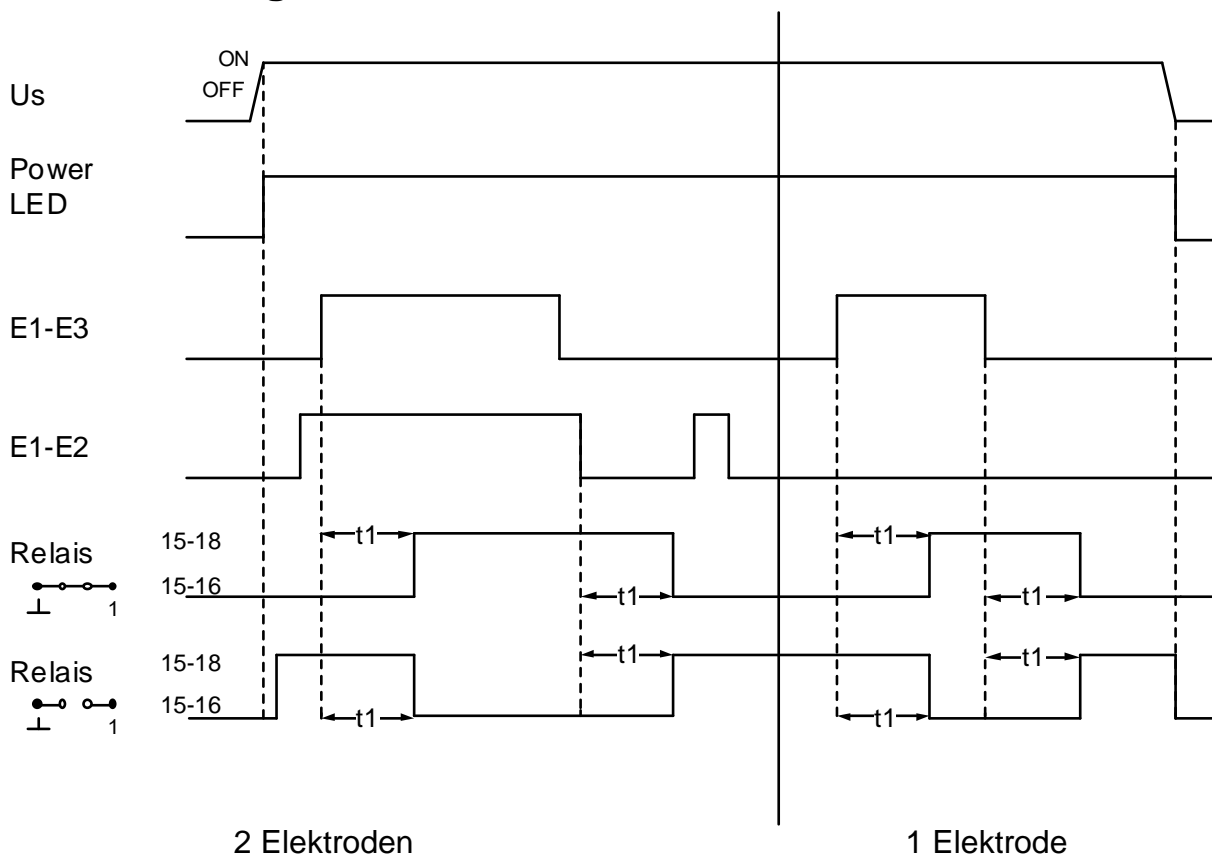 ON
OFF
Us
Power
LED
E1-E3
E1-E2
15-18
t1
t1
Relais
15-16
t1
t1
1
15-18
t1
t1
Relais
15-16
t1
t1
1
2 Elektroden
1 Elektrode